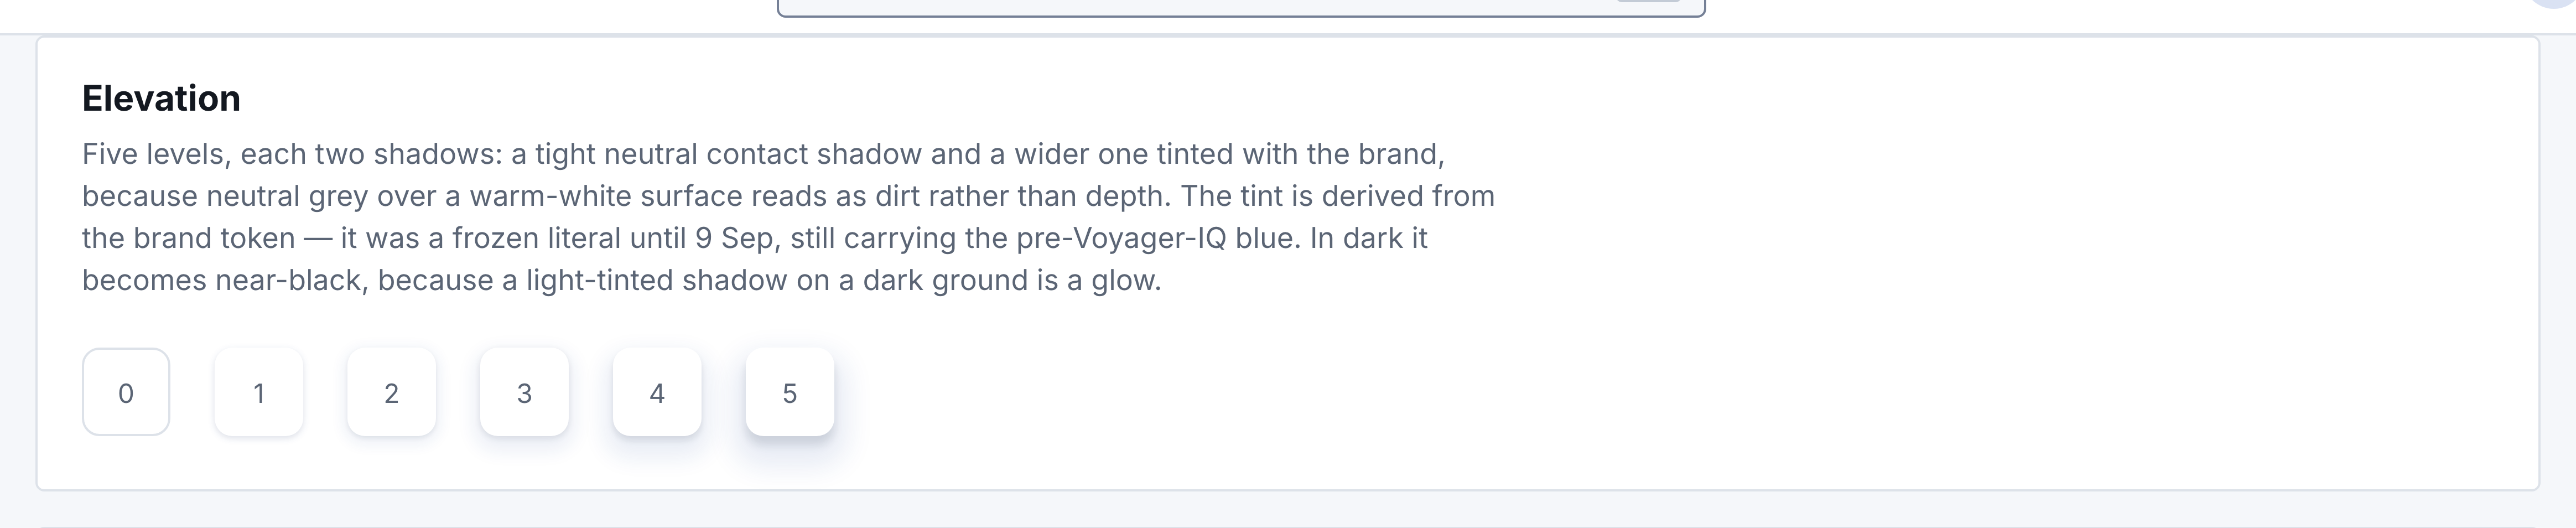 Elevation
Five levels, each two shadows: a tight neutral contact shadow and a wider one tinted with the brand,
because neutral grey over a warm-white surface reads as dirt rather than depth. The tint is derived from
the brand token — it was a frozen literal until 9 Sep, still carrying the pre-Voyager-IQ blue. In dark it
becomes near-black, because a light-tinted shadow on a dark ground is a glow.
0 1 2 3 4 5